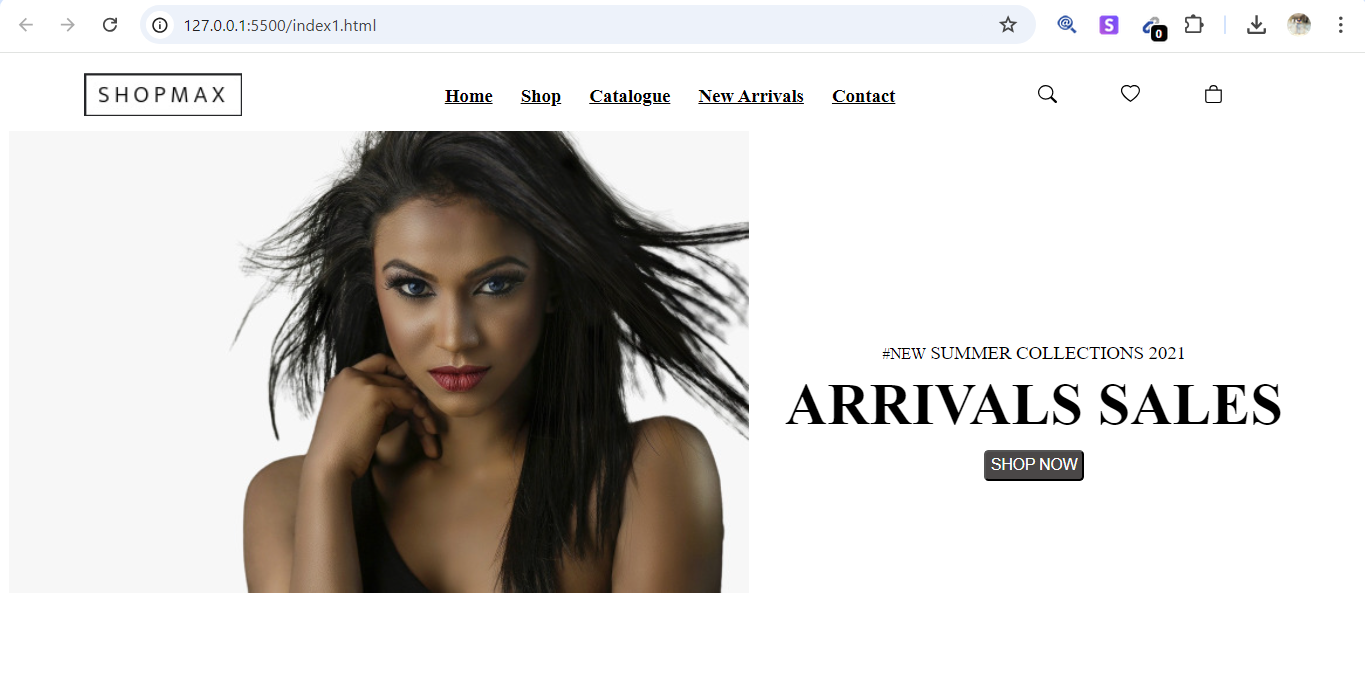 127.0.0.1:5500/index1.html
0
SHOPMAX
Home Shop Catalogue New Arrivals Contact
#NEW SUMMER COLLECTIONS 2021
ARRIVALS SALES
SHOP NOW